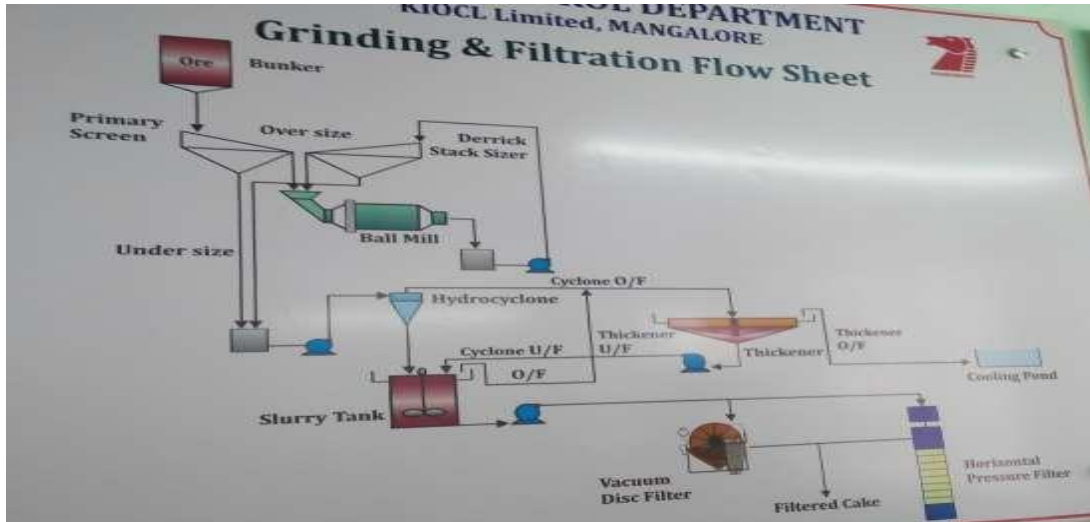 ROL DEPARTMENT
KIOCL Limited, MANGALORE
Grinding & Filtration Flow Sheet
Ore
Bunker
Primary
Screen
Over size
Derrick
Stack Sizer
Ball Mill
Under size
Cyclone O/F
Hydrocyclone
Thickener
U/F
Thickener
Thickener
O/F
Cyclone U/F
O/F
Cooling Pond
Slurry Tank
Vacuum
Disc Filter
Filtered Cake
Horizontal
Pressure Filter